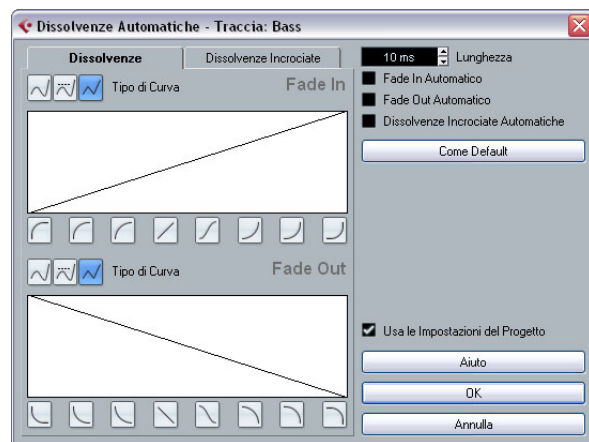 Dissolvenze Automatiche - Traccia: Bass
Dissolvenze
Dissolvenze Incrociate
Tipo di Curva
Fade In
Tipo di Curva
Fade Out
10 ms
Lunghezza
Fade In Automatico
Fade Out Automatico
Dissolvenze Incrociate Automatiche
Come Default
Usa le Impostazioni del Progetto
Aiuto
OK
Annulla